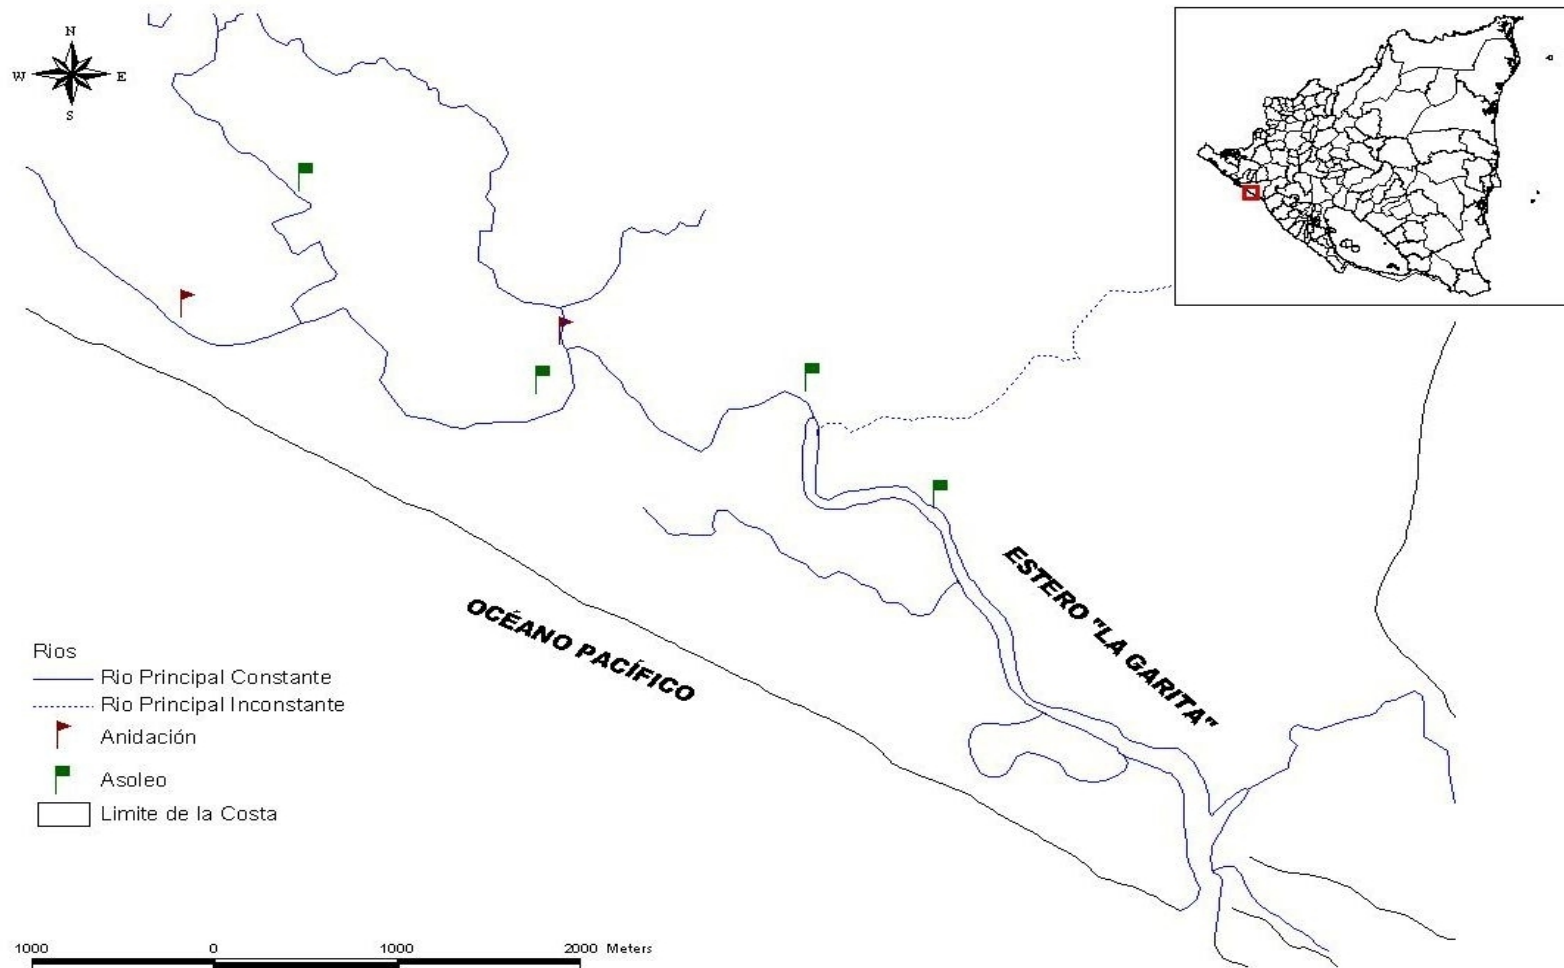 N
W E
S
OCÉANO PACÍFICO
ESTERO "LA GARITA"
Rios
Rio Principal Constante
Rio Principal Inconstante
Anidación
Asoleo
Limite de la Costa
1000 0 1000 2000 Meters